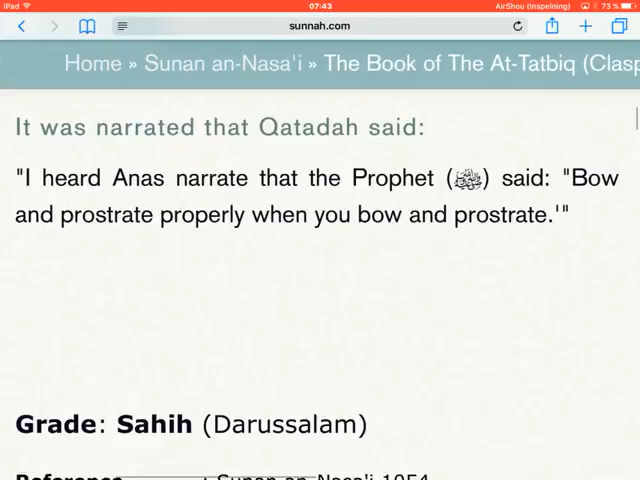 iPad 07:43 AirShou (Inspelning) 73 %
sunnah.com
Home » Sunan an-Nasa'i » The Book of The At-Tatbiq (Clasp
It was narrated that Qatadah said:
"I heard Anas narrate that the Prophet (ﷺ) said: "Bow
and prostrate properly when you bow and prostrate.'"
Grade: Sahih (Darussalam)
Reference : Sunan an-Nasa'i 1054